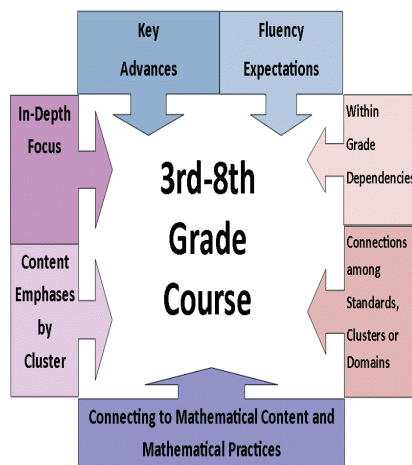 Key
Advances
Fluency
Expectations
In-Depth
Focus
Within
Grade
Dependencies
3rd-8th
Grade
Course
Content
Emphases
by
Cluster
Connections
among
Standards,
Clusters or
Domains
Connecting to Mathematical Content and
Mathematical Practices